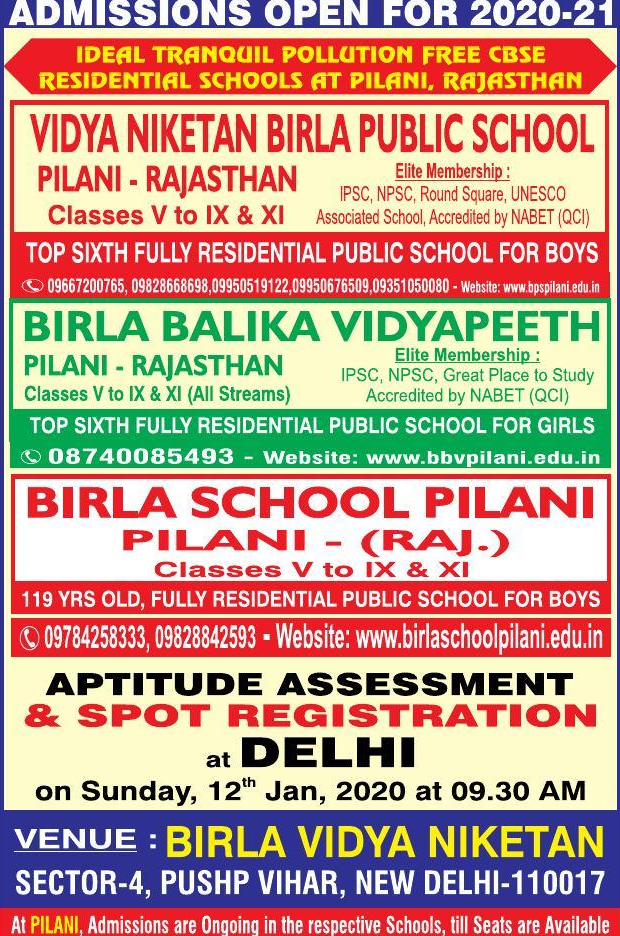 ADMISSIONS OPEN FOR 2020-21
IDEAL TRANQUIL POLLUTION FREE CBSE
RESIDENTIAL SCHOOLS AT PILANI, RAJASTHAN
VIDYA NIKETAN BIRLA PUBLIC SCHOOL
PILANI - RAJASTHAN
Classes V to IX & XI
Elite Membership :
IPSC, NPSC, Round Square, UNESCO
Associated School, Accredited by NABET (QCI)
TOP SIXTH FULLY RESIDENTIAL PUBLIC SCHOOL FOR BOYS
09667200765, 09828668698,09950519122,09950676509,09351050080 - Website: www.bpspilani.edu.in
BIRLA BALIKA VIDYAPEETH
PILANI - RAJASTHAN
Classes V to IX & XI (All Streams)
Elite Membership :
IPSC, NPSC, Great Place to Study
Accredited by NABET (QCI)
TOP SIXTH FULLY RESIDENTIAL PUBLIC SCHOOL FOR GIRLS
08740085493 - Website: www.bbvpilani.edu.in
BIRLA SCHOOL PILANI
PILANI - (RAJ.)
Classes V to IX & XI
119 YRS OLD, FULLY RESIDENTIAL PUBLIC SCHOOL FOR BOYS
09784258333, 09828842593 - Website: www.birlaschoolpilani.edu.in
APTITUDE ASSESSMENT
& SPOT REGISTRATION
at DELHI
on Sunday, 12th Jan, 2020 at 09.30 AM
VENUE : BIRLA VIDYA NIKETAN
SECTOR-4, PUSHP VIHAR, NEW DELHI-110017
At PILANI, Admissions are Ongoing in the respective Schools, till Seats are Available